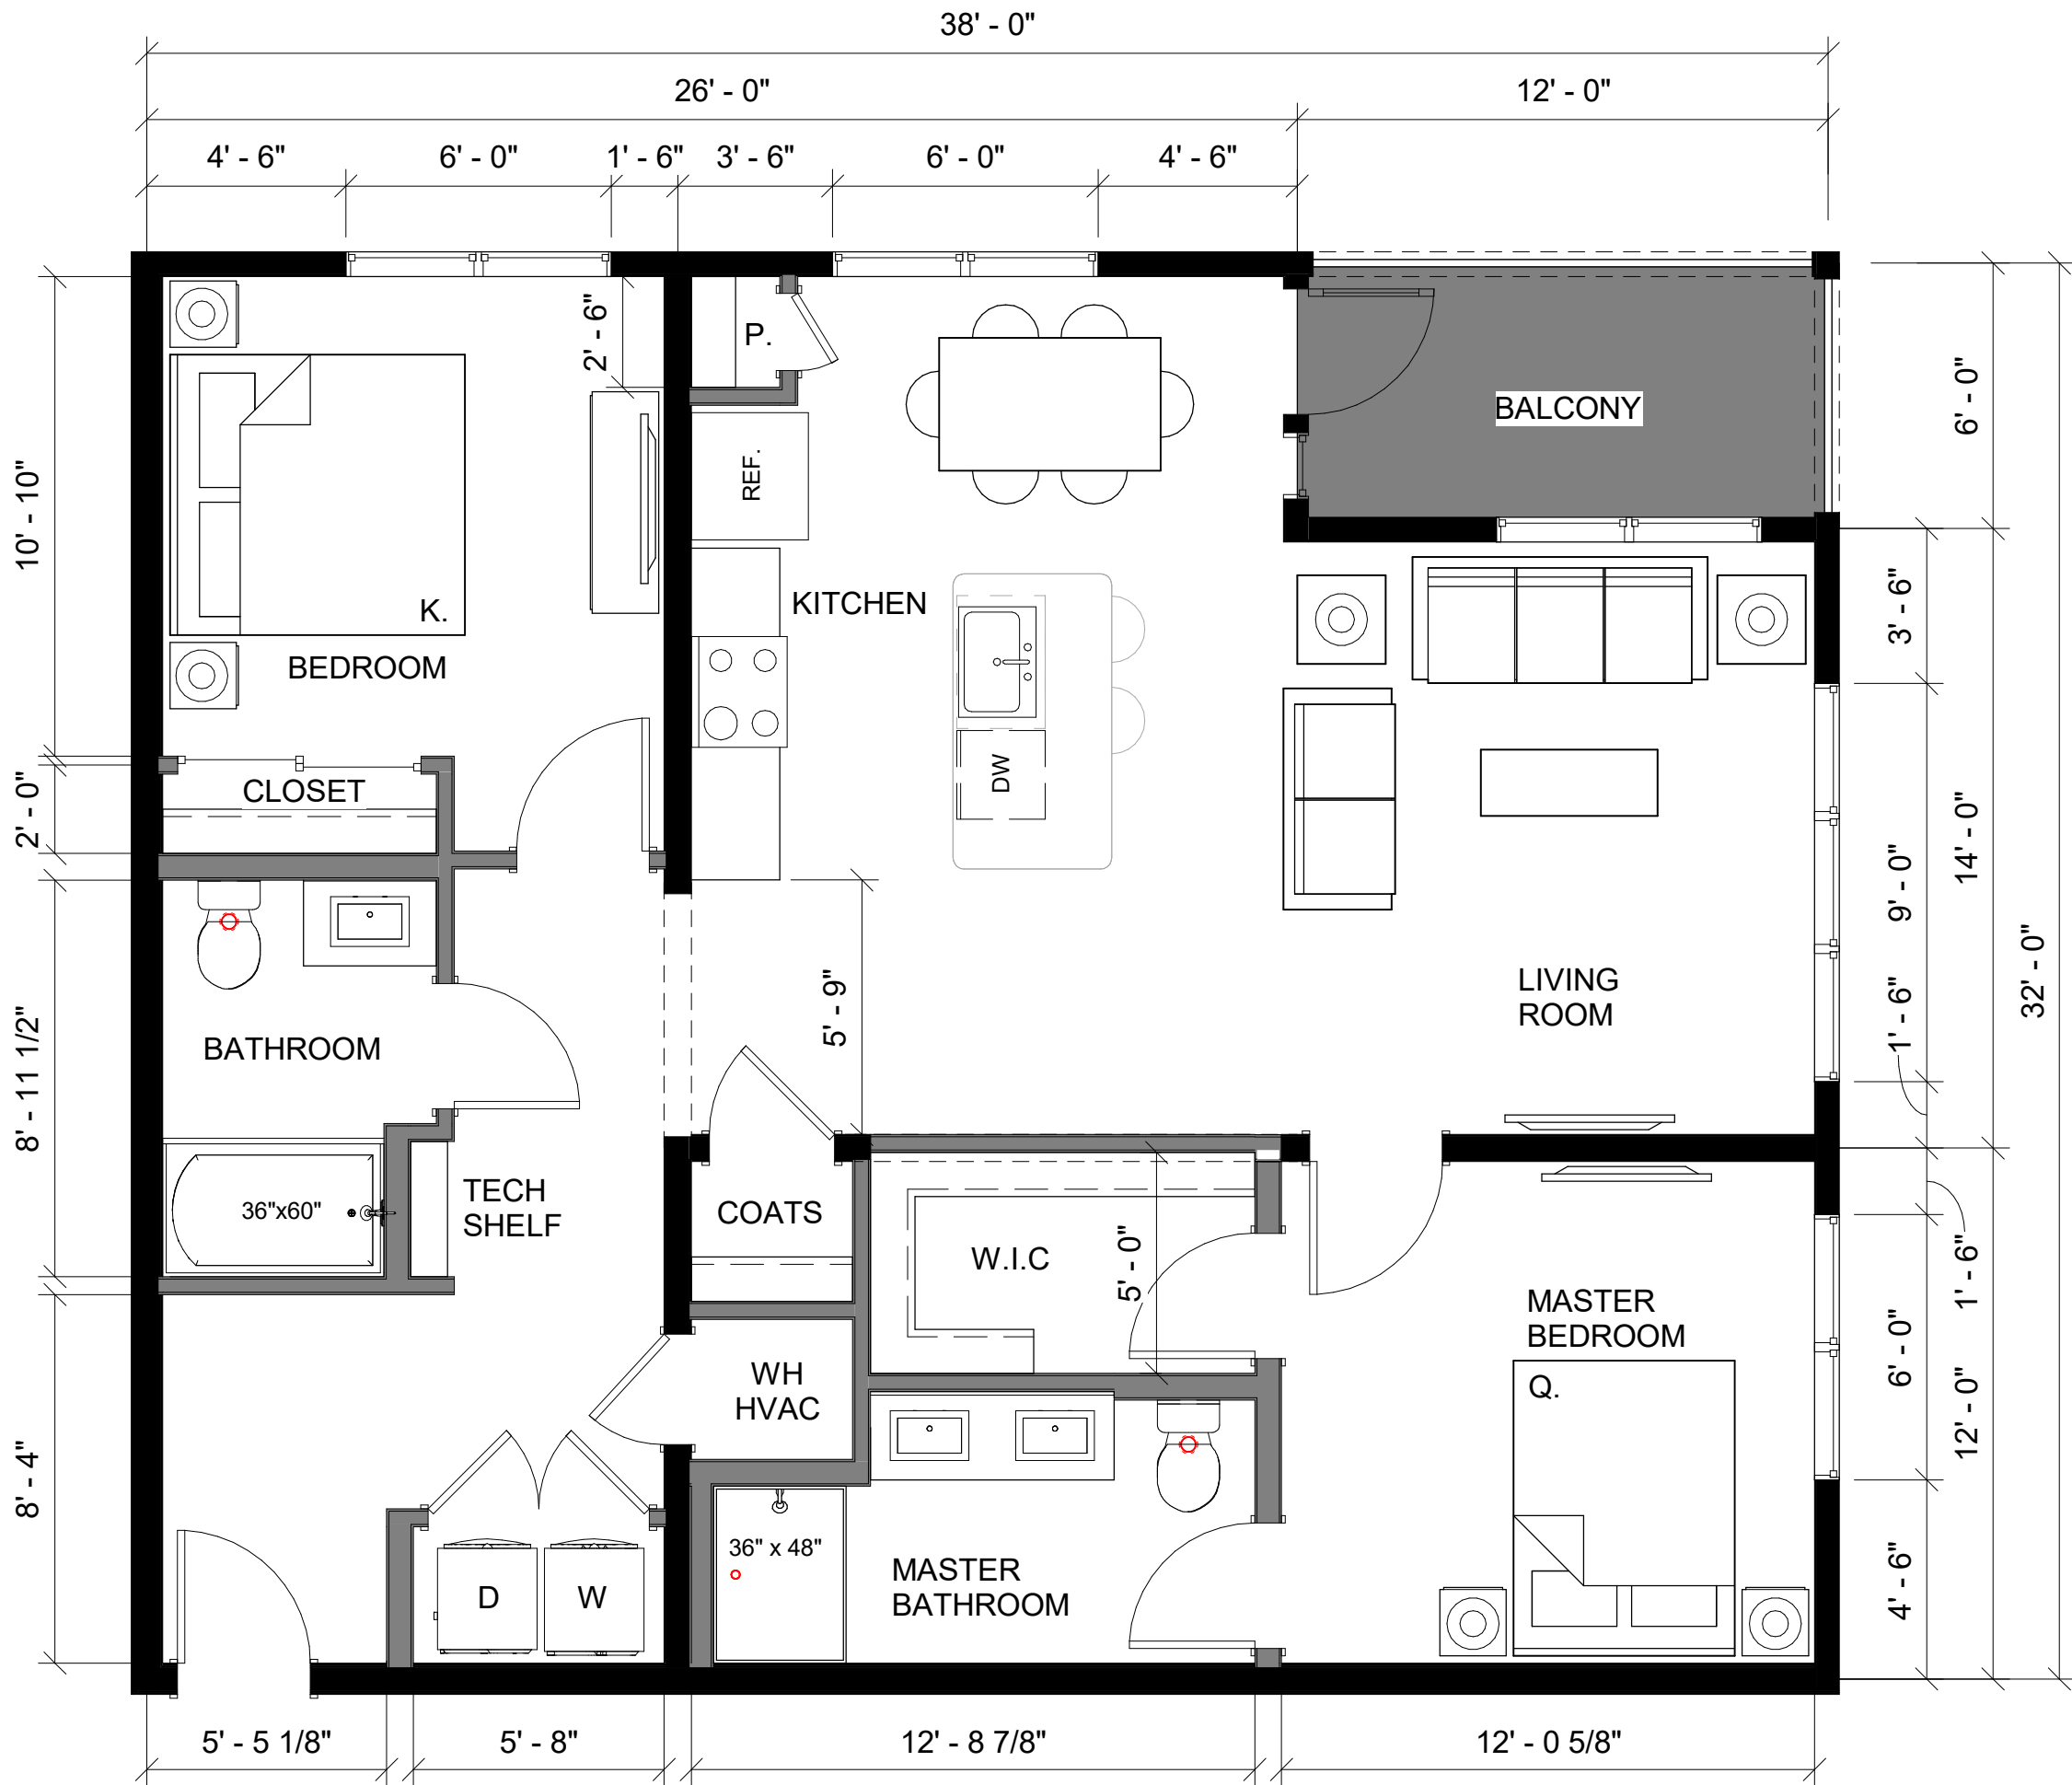 38' - 0"
26' - 0"
12' - 0"
4' - 6"
6' - 0"
1' - 6"
3' - 6"
6' - 0"
4' - 6"
2' - 6"
P.
REF.
BALCONY
6' - 0"
10' - 10"
K.
KITCHEN
BEDROOM
3' - 6"
DW
CLOSET
2' - 0"
9' - 0"
14' - 0"
32' - 0"
5' - 9"
LIVING
ROOM
1' - 6"
BATHROOM
8' - 11 1/2"
36"x60"
TECH
SHELF
COATS
W.I.C
5' - 0"
1' - 6"
MASTER
BEDROOM
Q.
6' - 0"
12' - 0"
WH
HVAC
8' - 4"
36" x 48"
MASTER
BATHROOM
D
W
4' - 6"
5' - 5 1/8"
5' - 8"
12' - 8 7/8"
12' - 0 5/8"